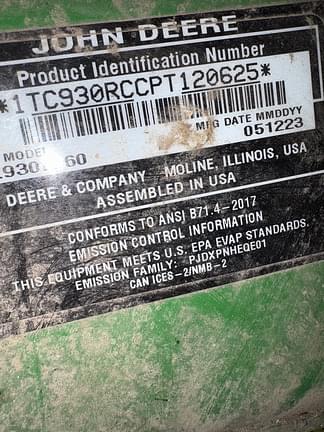 JOHN DEERE
Product Identification Number
*1TC930RCCPT120625*
MFG DATE MMDDYY
051223
MODEL
DEERE & COMPANY MOLINE, ILLINOIS, USA
ASSEMBLED IN USA
CONFORMS TO ANSI B71.4-2017
EMISSION CONTROL INFORMATION
THIS EQUIPMENT MEETS U.S. EPA EVAP STANDARDS.
EMISSION FAMILY: PJDXPNHEQE01
CAN ICES-2/NMB-2